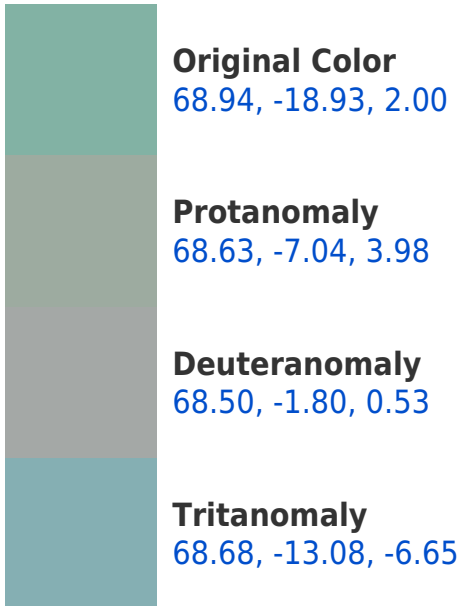 Original Color
68.94, -18.93, 2.00
Protanomaly
68.63, -7.04, 3.98
Deuteranomaly
68.50, -1.80, 0.53
Tritanomaly
68.68, -13.08, -6.65